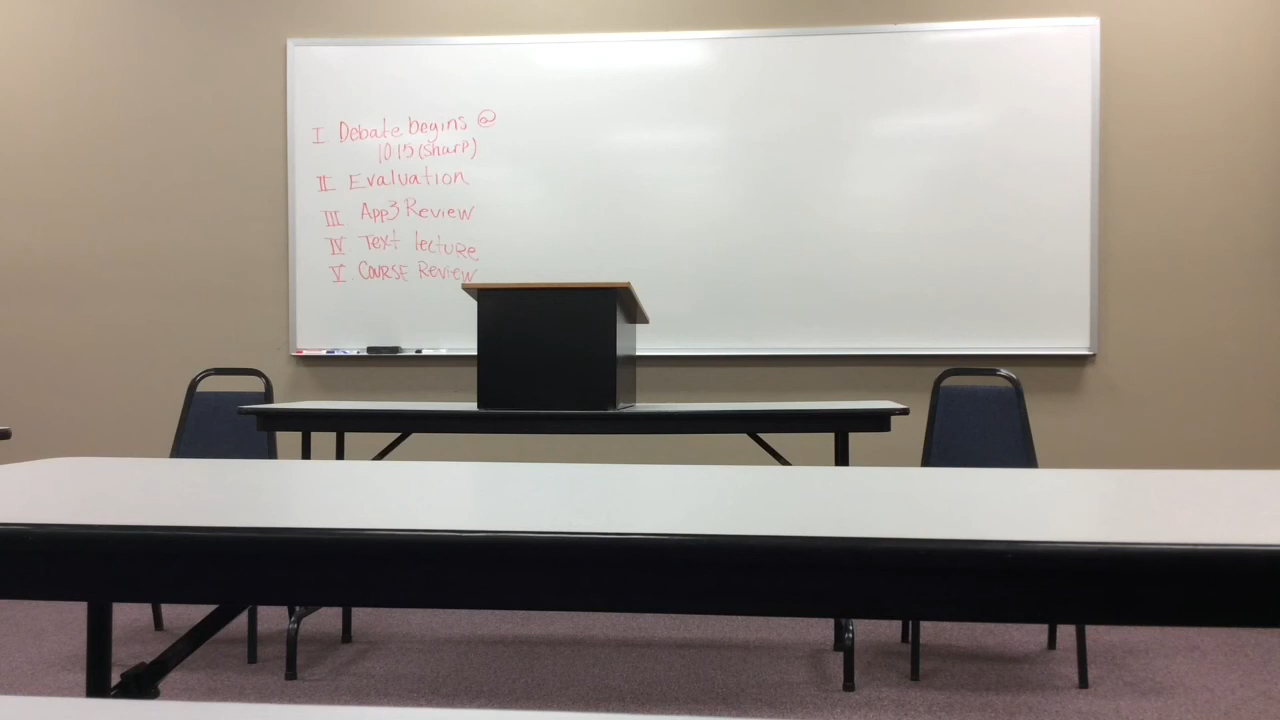 I Debate begins @
10:15 (sharp)
II Evaluation
III App3 Review
IV. Text lecture
V. COURSE Review